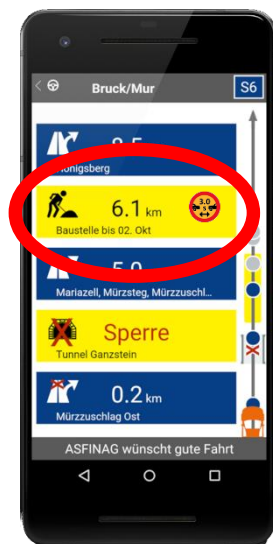 Bruck/Mur
S6
6.1 km
3.0
Baustelle bis 02. Okt
5.0
Mariazell, Mürzsteg, Mürzzuschl...
Sperre
Tunnel Ganzstein
0.2 km
Mürzzuschlag Ost
ASFINAG wünscht gute Fahrt